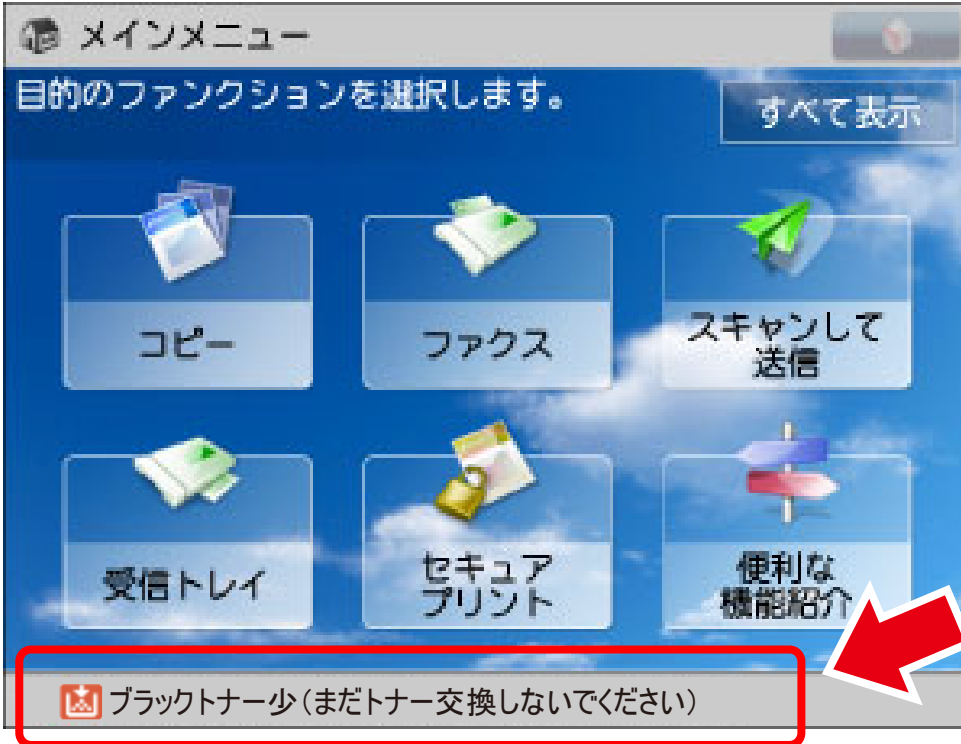 メインメニュー
目的のファンクションを選択します。
すべて表示
コピー
ファクス
スキャンして
送信
受信トレイ
セキュア
プリント
便利な
機能紹介
ブラックトナー少（まだトナー交換しないでください）